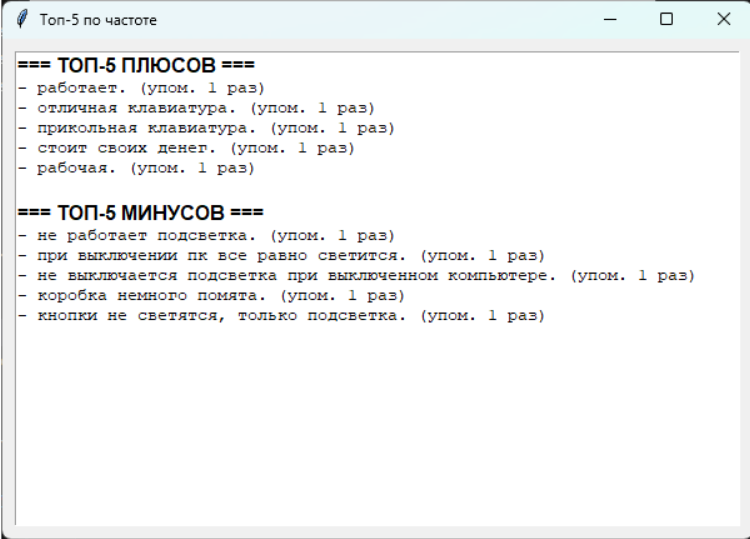 Топ-5 по частоте
=== ТОП-5 ПЛЮСОВ ===
- работает. (упом. 1 раз)
- отличная клавиатура. (упом. 1 раз)
- прикольная клавиатура. (упом. 1 раз)
- стоит своих денег. (упом. 1 раз)
- рабочая. (упом. 1 раз)
=== ТОП-5 МИНУСОВ ===
- не работает подсветка. (упом. 1 раз)
- при выключении пк все равно светится. (упом. 1 раз)
- не выключается подсветка при выключенном компьютере. (упом. 1 раз)
- коробка немного помята. (упом. 1 раз)
- кнопки не светятся, только подсветка. (упом. 1 раз)